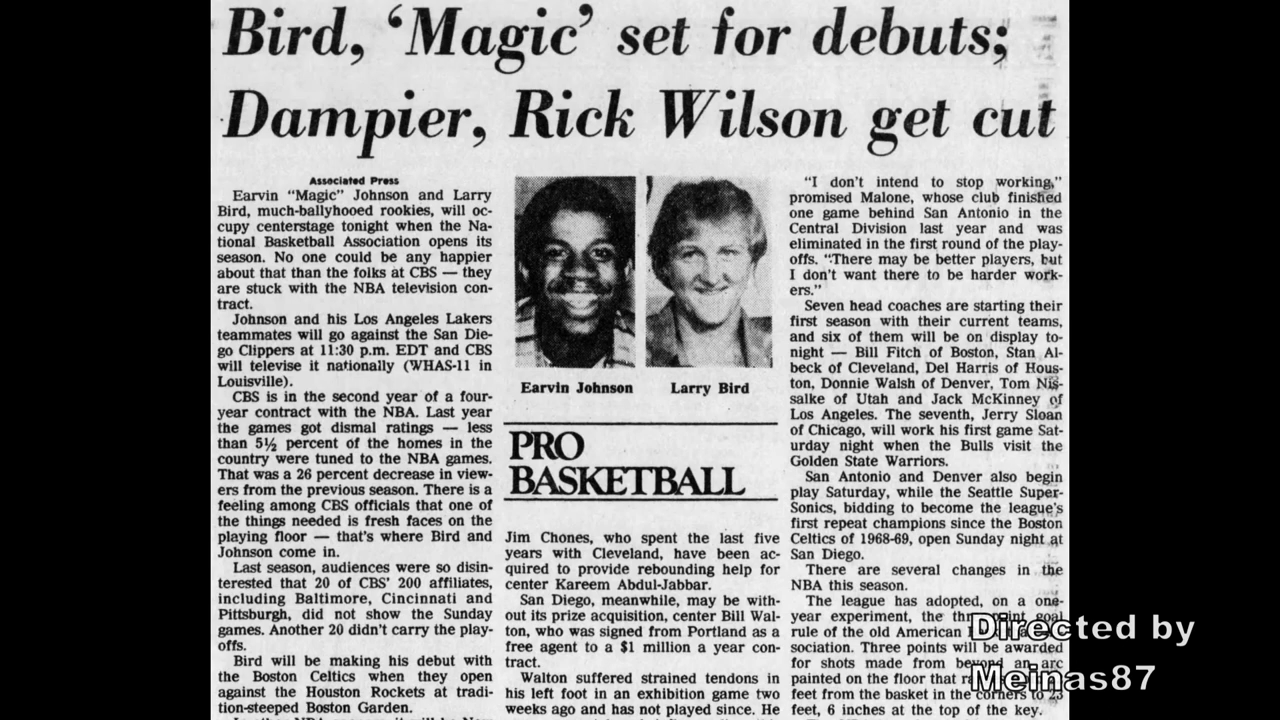 Bird, ‘Magic’ set for debuts;
Dampier, Rick Wilson get cut
Associated Press
Earvin “Magic” Johnson and Larry
Bird, much-ballyhooed rookies, will oc-
cupy centerstage tonight when the Na-
tional Basketball Association opens its
season. No one could be any happier
about that than the folks at CBS — they
are stuck with the NBA television con-
tract.
Johnson and his Los Angeles Lakers
teammates will go against the San Die-
go Clippers at 11:30 p.m. EDT and CBS
will televise it nationally (WHAS-11 in
Louisville).
CBS is in the second year of a four-
year contract with the NBA. Last year
the games got dismal ratings — less
than 5½ percent of the homes in the
country were tuned to the NBA games.
That was a 26 percent decrease in view-
ers from the previous season. There is a
feeling among CBS officials that one of
the things needed is fresh faces on the
playing floor — that’s where Bird and
Johnson come in.
Last season, audiences were so disin-
terested that 20 of CBS’ 200 affiliates,
including Baltimore, Cincinnati and
Pittsburgh, did not show the Sunday
games. Another 20 didn’t carry the play-
offs.
Bird will be making his debut with
the Boston Celtics when they open
against the Houston Rockets at tradi-
tion-steeped Boston Garden.
Earvin Johnson
Larry Bird
PRO
BASKETBALL
Jim Chones, who spent the last five
years with Cleveland, have been ac-
quired to provide rebounding help for
center Kareem Abdul-Jabbar.
San Diego, meanwhile, may be with-
out its prize acquisition, center Bill Wal-
ton, who was signed from Portland as a
free agent to a $1 million a year con-
tract.
Walton suffered strained tendons in
his left foot in an exhibition game two
weeks ago and has not played since. He
“I don’t intend to stop working,”
promised Malone, whose club finished
one game behind San Antonio in the
Central Division last year and was
eliminated in the first round of the play-
offs. “There may be better players, but
I don’t want there to be harder work-
ers.”
Seven head coaches are starting their
first season with their current teams,
and six of them will be on display to-
night — Bill Fitch of Boston, Stan Al-
beck of Cleveland, Del Harris of Hous-
ton, Donnie Walsh of Denver, Tom Nis-
salke of Utah and Jack McKinney of
Los Angeles. The seventh, Jerry Sloan
of Chicago, will work his first game Sat-
urday night when the Bulls visit the
Golden State Warriors.
San Antonio and Denver also begin
play Saturday, while the Seattle Super-
Sonics, bidding to become the league’s
first repeat champions since the Boston
Celtics of 1968-69, open Sunday night at
San Diego.
There are several changes in the
NBA this season.
The league has adopted, on a one-
year experiment, the goal
rule of the old American
sociation. Three points will be awarded
for shots made from beyond an arc
painted on the floor that
feet from the basket in the corners to 23
feet, 6 inches at the top of the key.
Directed by
Meinas87